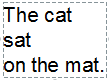 The cat
sat
on the mat.